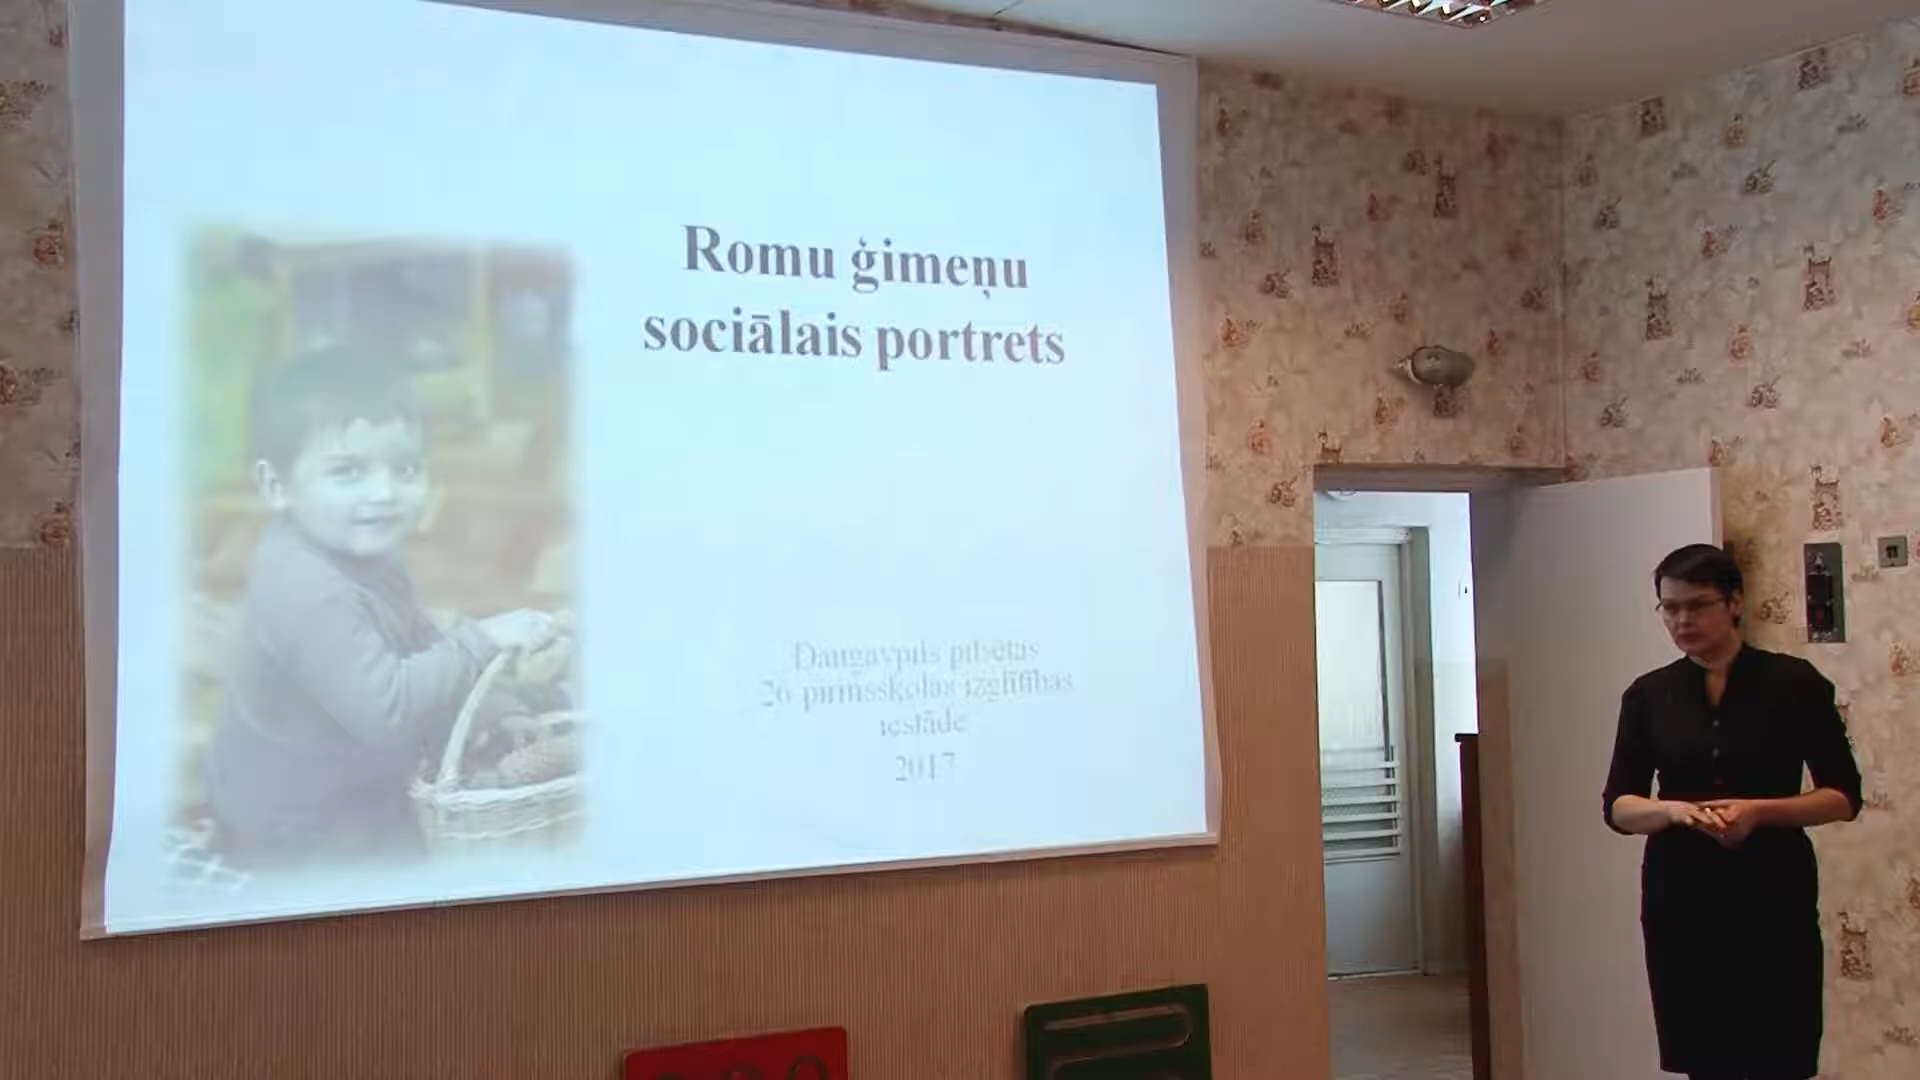 Romu ģimeņu
sociālais portrets
Daugavpils pilsētas
26 pirmsskolas izglītības
iestāde
2017